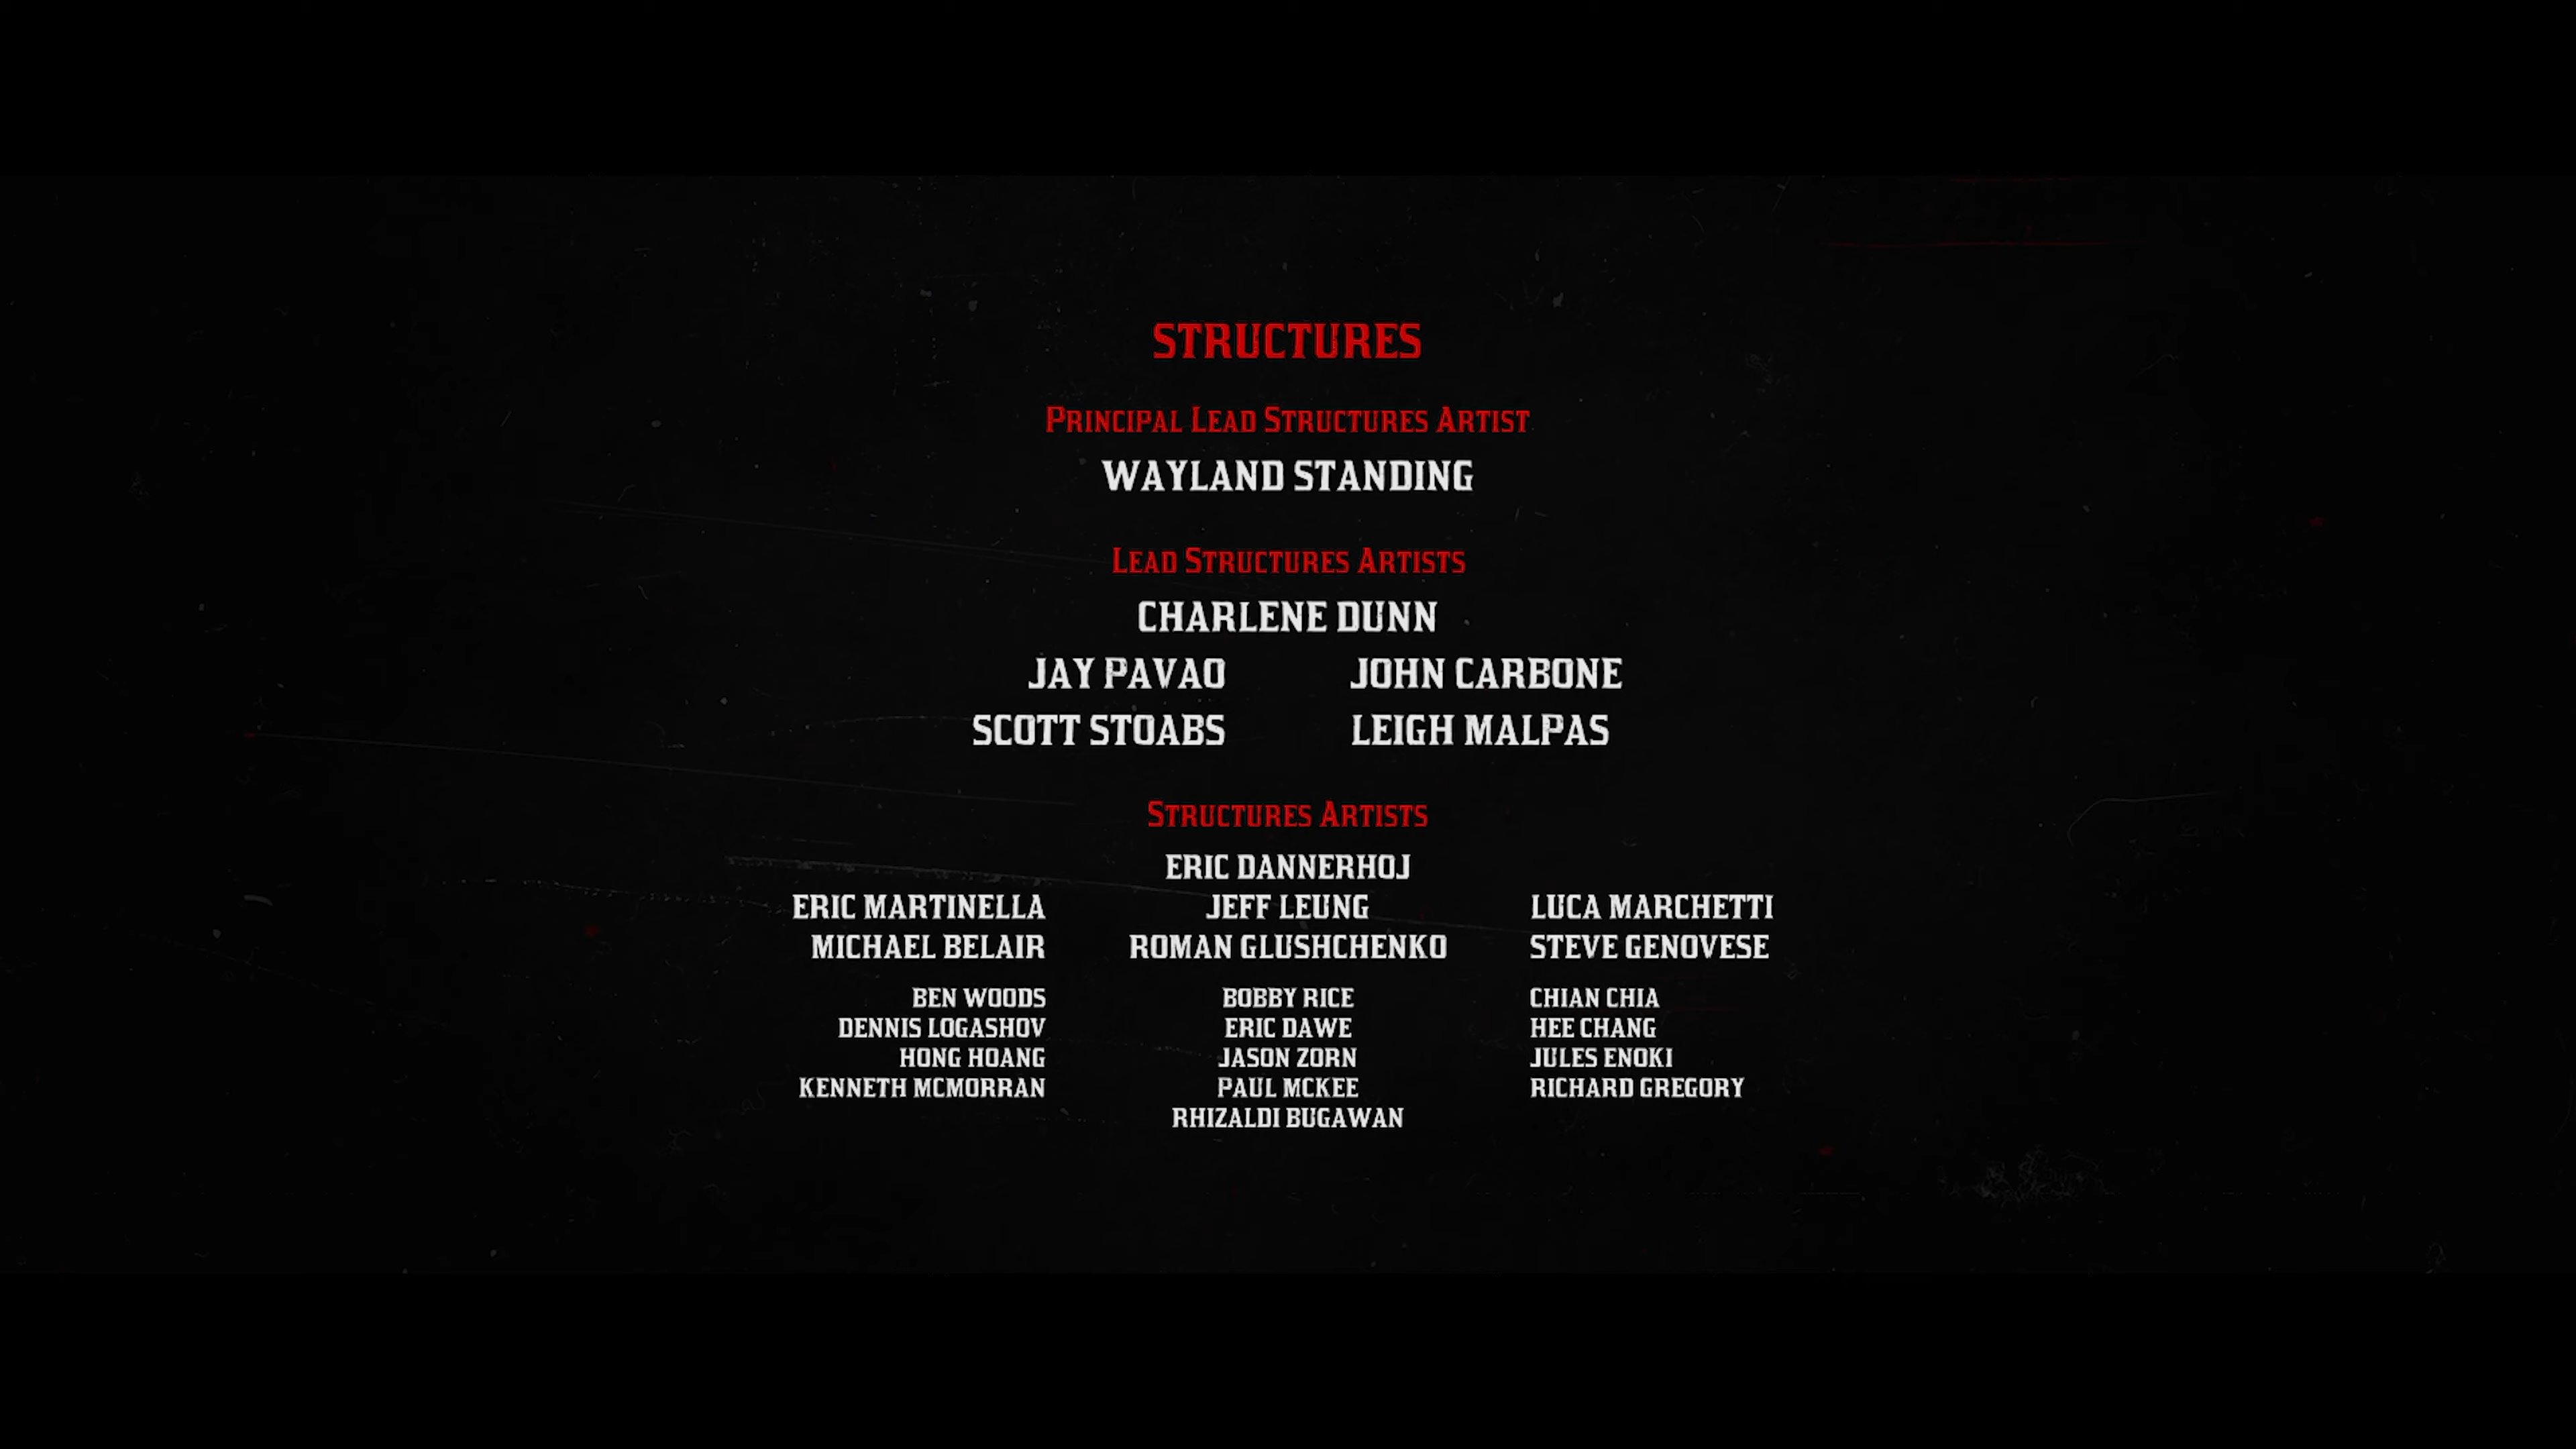 STRUCTURES
PRINCIPAL LEAD STRUCTURES ARTIST
WAYLAND STANDING
LEAD STRUCTURES ARTISTS
CHARLENE DUNN
JAY PAVAO JOHN CARBONE
SCOTT STOABS LEIGH MALPAS
STRUCTURES ARTISTS
ERIC DANNERHOJ
ERIC MARTINELLA JEFF LEUNG LUCA MARCHETTI
MICHAEL BELAIR ROMAN GLUSHCHENKO STEVE GENOVESE
BEN WOODS BOBBY RICE CHIAN CHIA
DENNIS LOGASHOV ERIC DAWE HEE CHANG
HONG HOANG JASON ZORN JULES ENOKI
KENNETH MCMORRAN PAUL MCKEE RICHARD GREGORY
RHIZALDI BUGAWAN